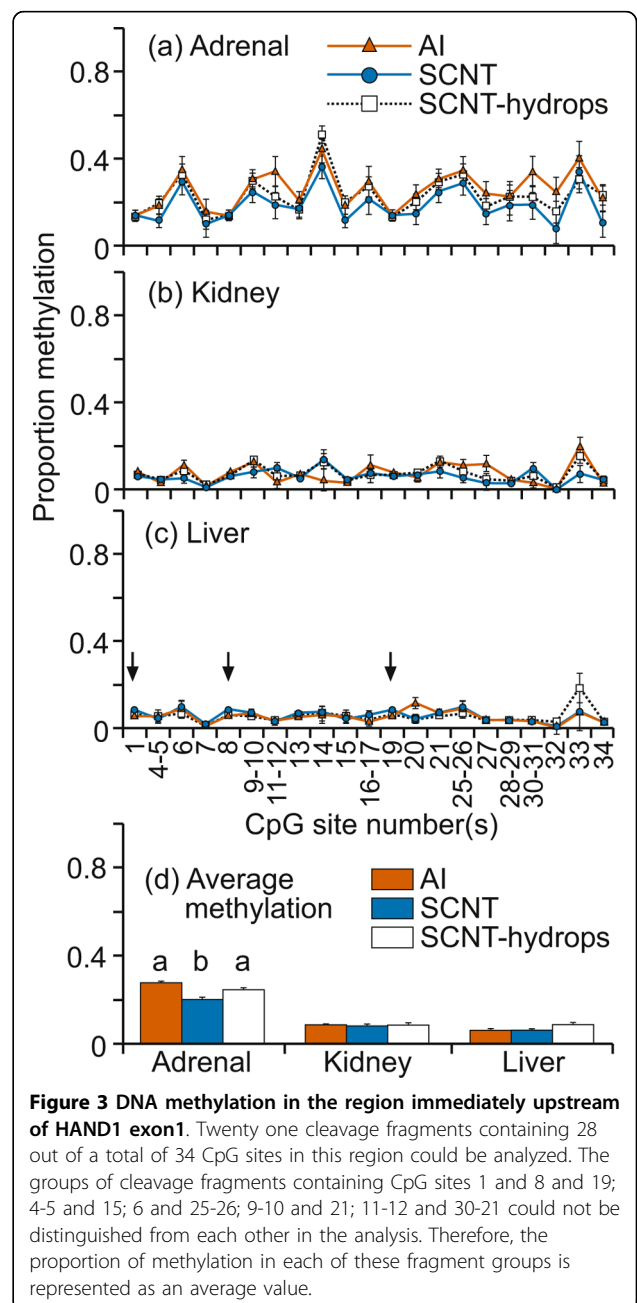 (a) Adrenal
AI
SCNT
SCNT-hydrops
0.8
0.4
0
(b) Kidney
0.8
0.4
0
Proportion methylation
(c) Liver
0.8
0.4
0
1
4-5
6
7
8
9-10
11-12
13
14
15
16-17
19
20
21
25-26
27
28-29
30-31
32
33
34
CpG site number(s)
(d) Average
methylation
AI
SCNT
SCNT-hydrops
0.8
0.4
0
a b a
Adrenal Kidney Liver
Figure 3 DNA methylation in the region immediately upstream
of HAND1 exon1. Twenty one cleavage fragments containing 28
out of a total of 34 CpG sites in this region could be analyzed. The
groups of cleavage fragments containing CpG sites 1 and 8 and 19;
4-5 and 15; 6 and 25-26; 9-10 and 21; 11-12 and 30-21 could not be
distinguished from each other in the analysis. Therefore, the
proportion of methylation in each of these fragment groups is
represented as an average value.